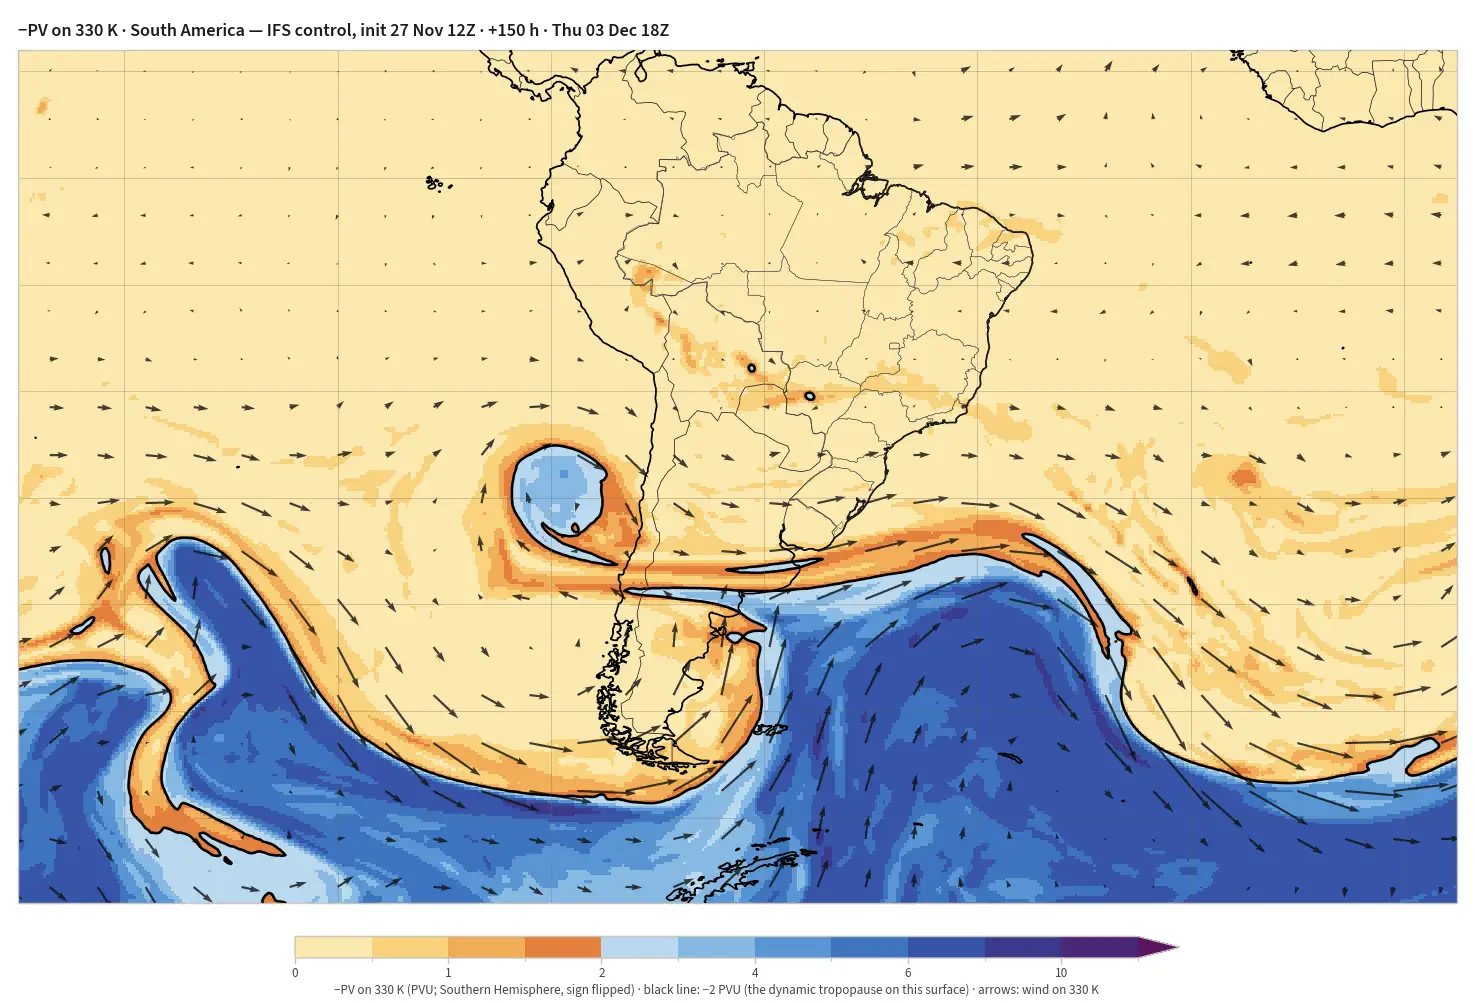 −PV on 330 K · South America — IFS control, init 27 Nov 12Z · +150 h · Thu 03 Dec 18Z
0 1 2 4 6 10
−PV on 330 K (PVU; Southern Hemisphere, sign flipped) · black line: −2 PVU (the dynamic tropopause on this surface) · arrows: wind on 330 K